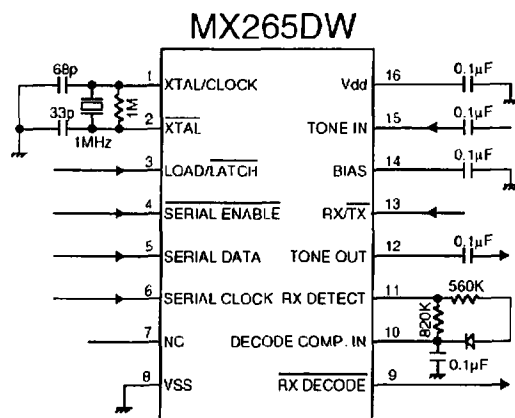 MX265DW
68p
33p
1MHz
1M
1 XTAL/CLOCK
2 XTAL
3 LOAD/LATCH
4 SERIAL ENABLE
5 SERIAL DATA
6 SERIAL CLOCK
7 NC
8 VSS
Vdd 16 0.1µF
TONE IN 15 0.1µF
BIAS 14 0.1µF
RX/TX 13
TONE OUT 12 0.1µF
RX DETECT 11 560K
820K
DECODE COMP. IN 10
0.1µF
RX DECODE 9